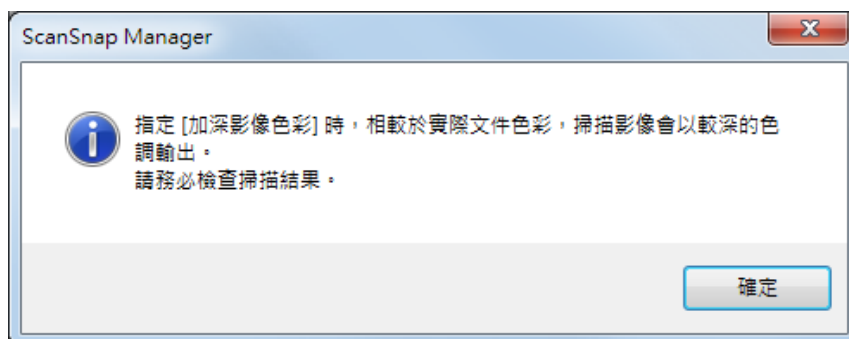 ScanSnap Manager
指定 [加深影像色彩] 時，相較於實際文件色彩，掃描影像會以較深的色
調輸出。
請務必檢查掃描結果。
確定